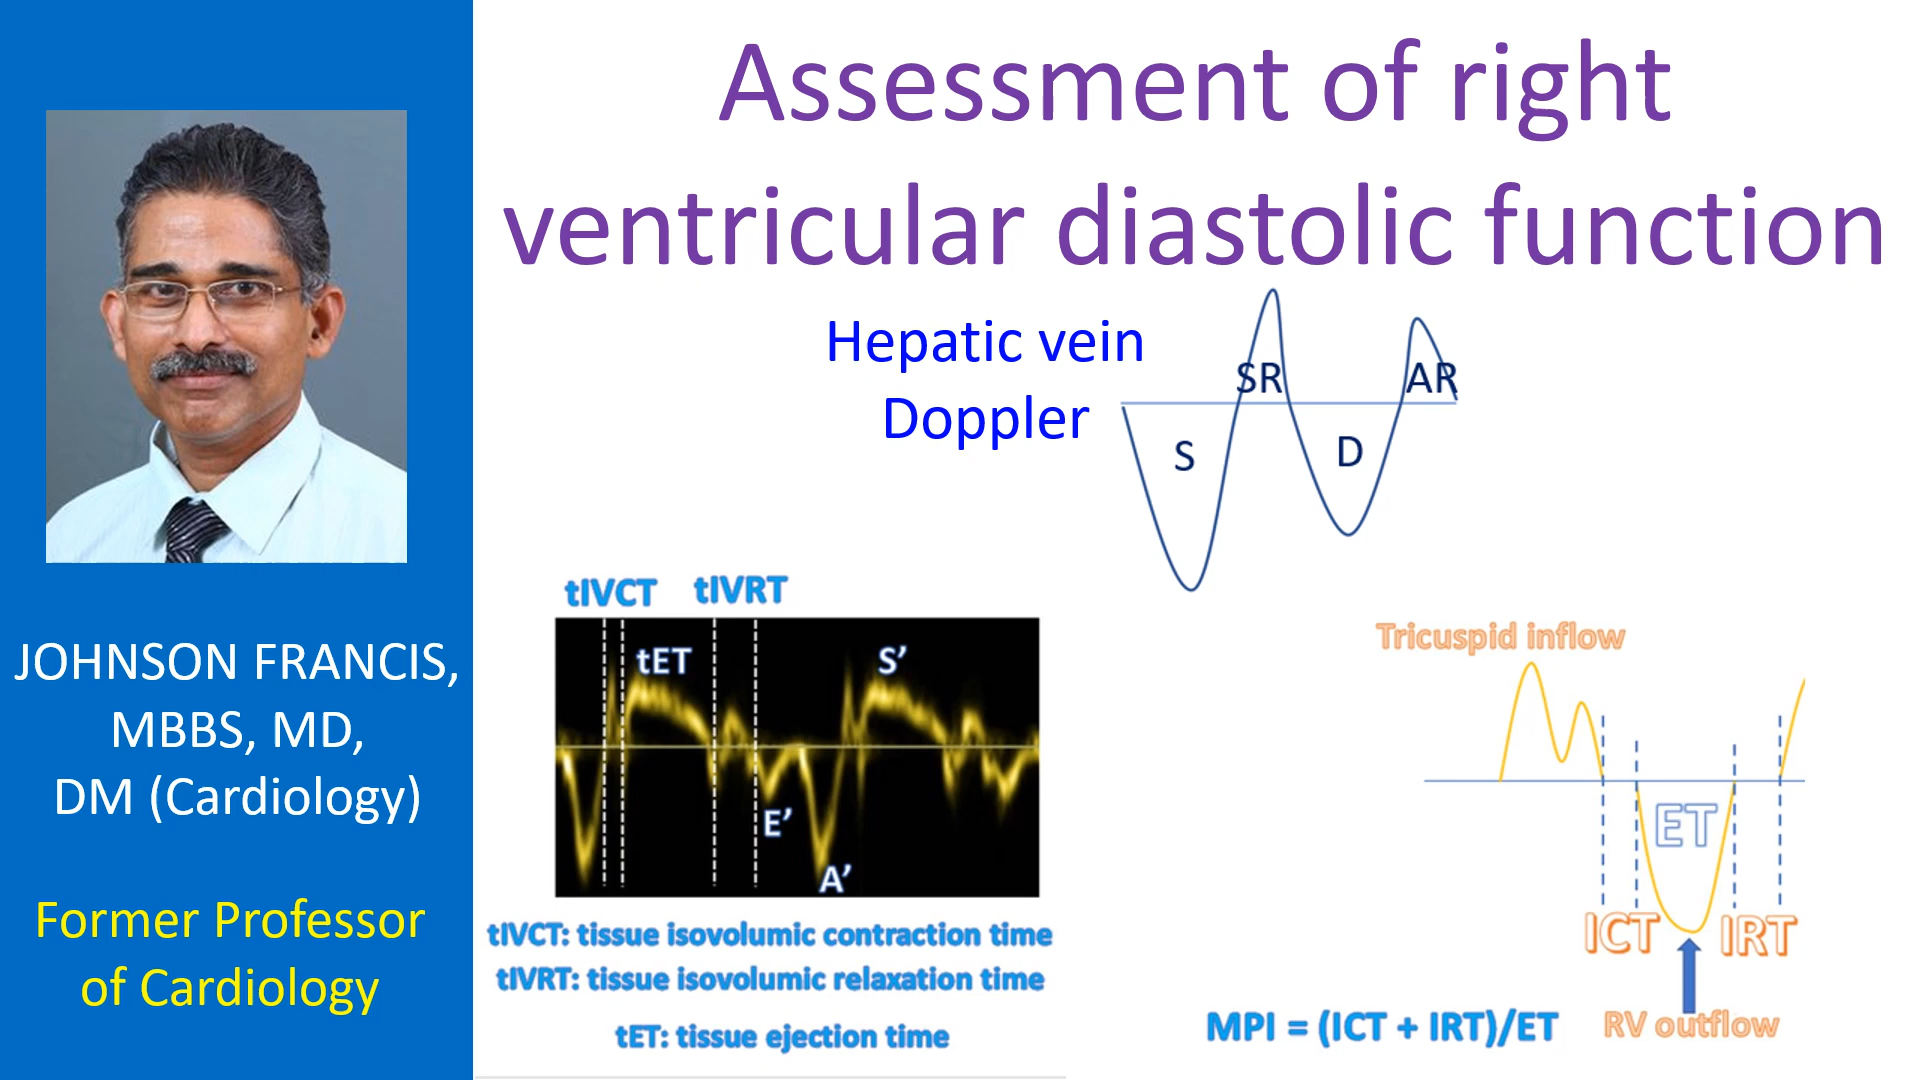 Assessment of right
ventricular diastolic function
JOHNSON FRANCIS,
MBBS, MD,
DM (Cardiology)
Former Professor
of Cardiology
Hepatic vein
Doppler
SR
AR
S
D
tIVCT
tIVRT
tET
S’
E’
A’
tIVCT: tissue isovolumic contraction time
tIVRT: tissue isovolumic relaxation time
tET: tissue ejection time
Tricuspid inflow
ET
ICT
IRT
RV outflow
MPI = (ICT + IRT)/ET